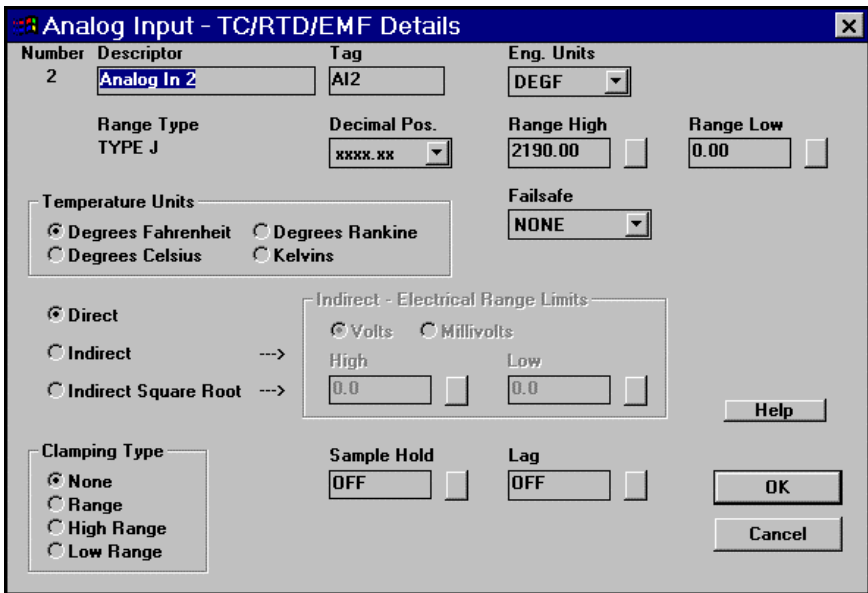 Analog Input - TC/RTD/EMF Details
Number Descriptor Tag Eng. Units
2 Analog In 2 AI2 DEGF
Range Type Decimal Pos. Range High Range Low
TYPE J xxxx.xx 2190.00 0.00
Temperature Units Failsafe
Degrees Fahrenheit Degrees Rankine NONE
Degrees Celsius Kelvins
Indirect - Electrical Range Limits
Direct
Volts Millivolts
Indirect --->
High Low
Indirect Square Root ---> 0.0 0.0
Help
Clamping Type Sample Hold Lag
None OFF OFF OK
Range
High Range Cancel
Low Range